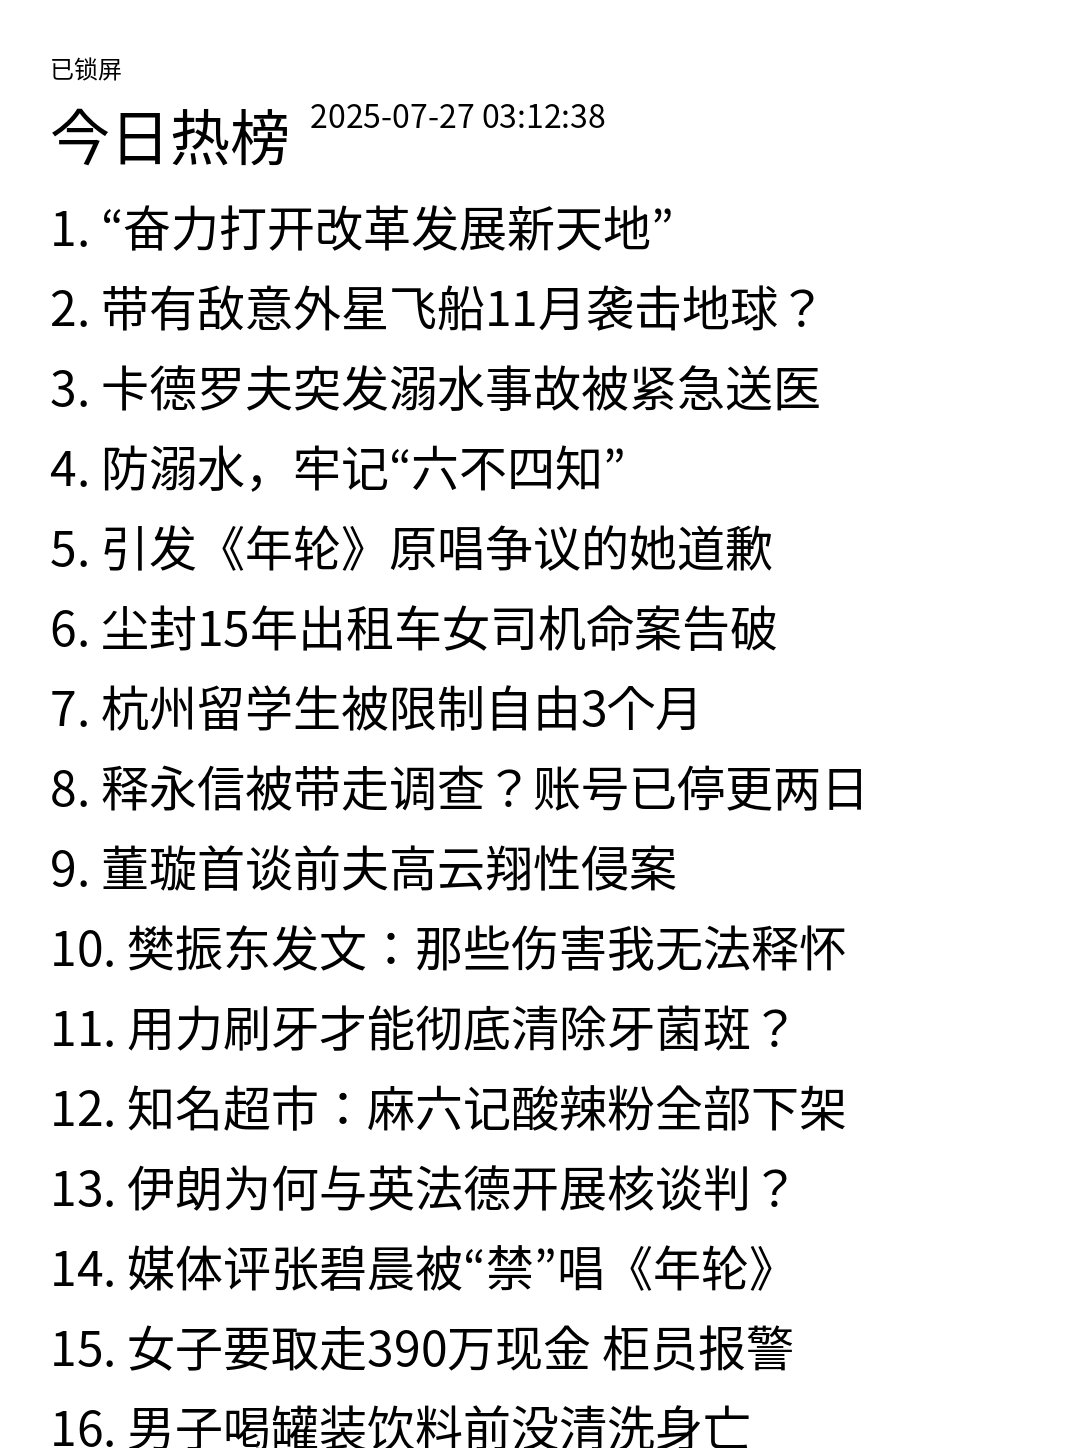 已锁屏
今日热榜 2025-07-27 03:12:38
1. “奋力打开改革发展新天地”
2. 带有敌意外星飞船11月袭击地球？
3. 卡德罗夫突发溺水事故被紧急送医
4. 防溺水，牢记“六不四知”
5. 引发《年轮》原唱争议的她道歉
6. 尘封15年出租车女司机命案告破
7. 杭州留学生被限制自由3个月
8. 释永信被带走调查？账号已停更两日
9. 董璇首谈前夫高云翔性侵案
10. 樊振东发文：那些伤害我无法释怀
11. 用力刷牙才能彻底清除牙菌斑？
12. 知名超市：麻六记酸辣粉全部下架
13. 伊朗为何与英法德开展核谈判？
14. 媒体评张碧晨被“禁”唱《年轮》
15. 女子要取走390万现金 柜员报警
16. 男子喝罐装饮料前没清洗身亡